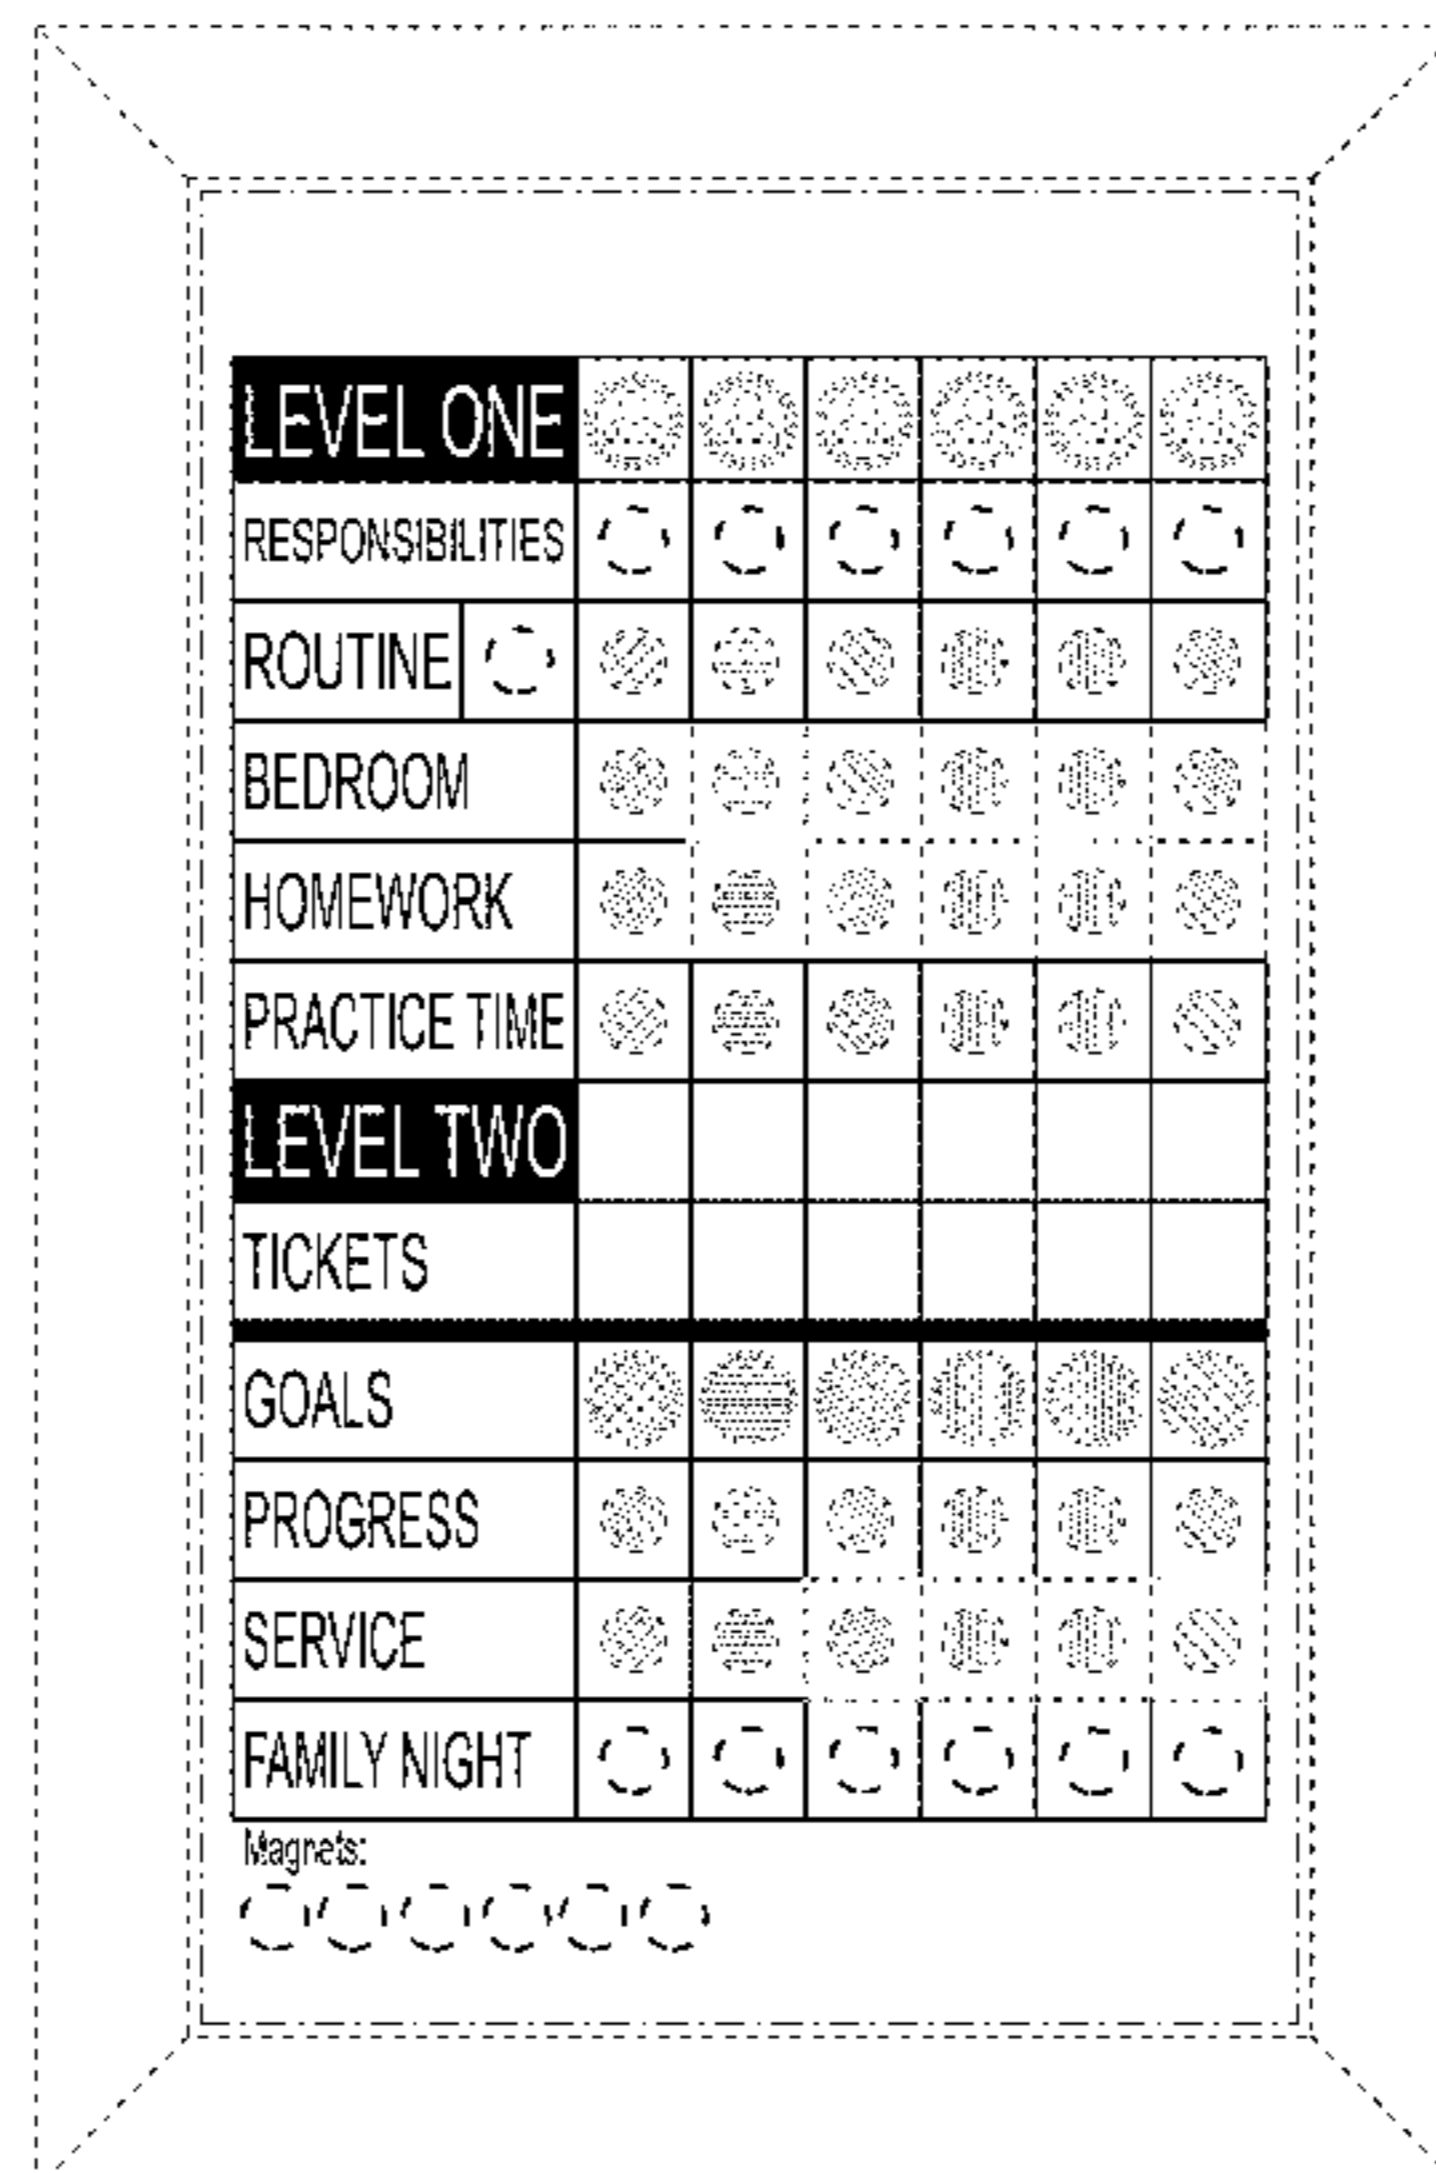 LEVEL ONE
RESPONSIBILITIES
ROUTINE
BEDROOM
HOMEWORK
PRACTICE TIME
LEVEL TWO
TICKETS
GOALS
PROGRESS
SERVICE
FAMILY NIGHT
Magnets: